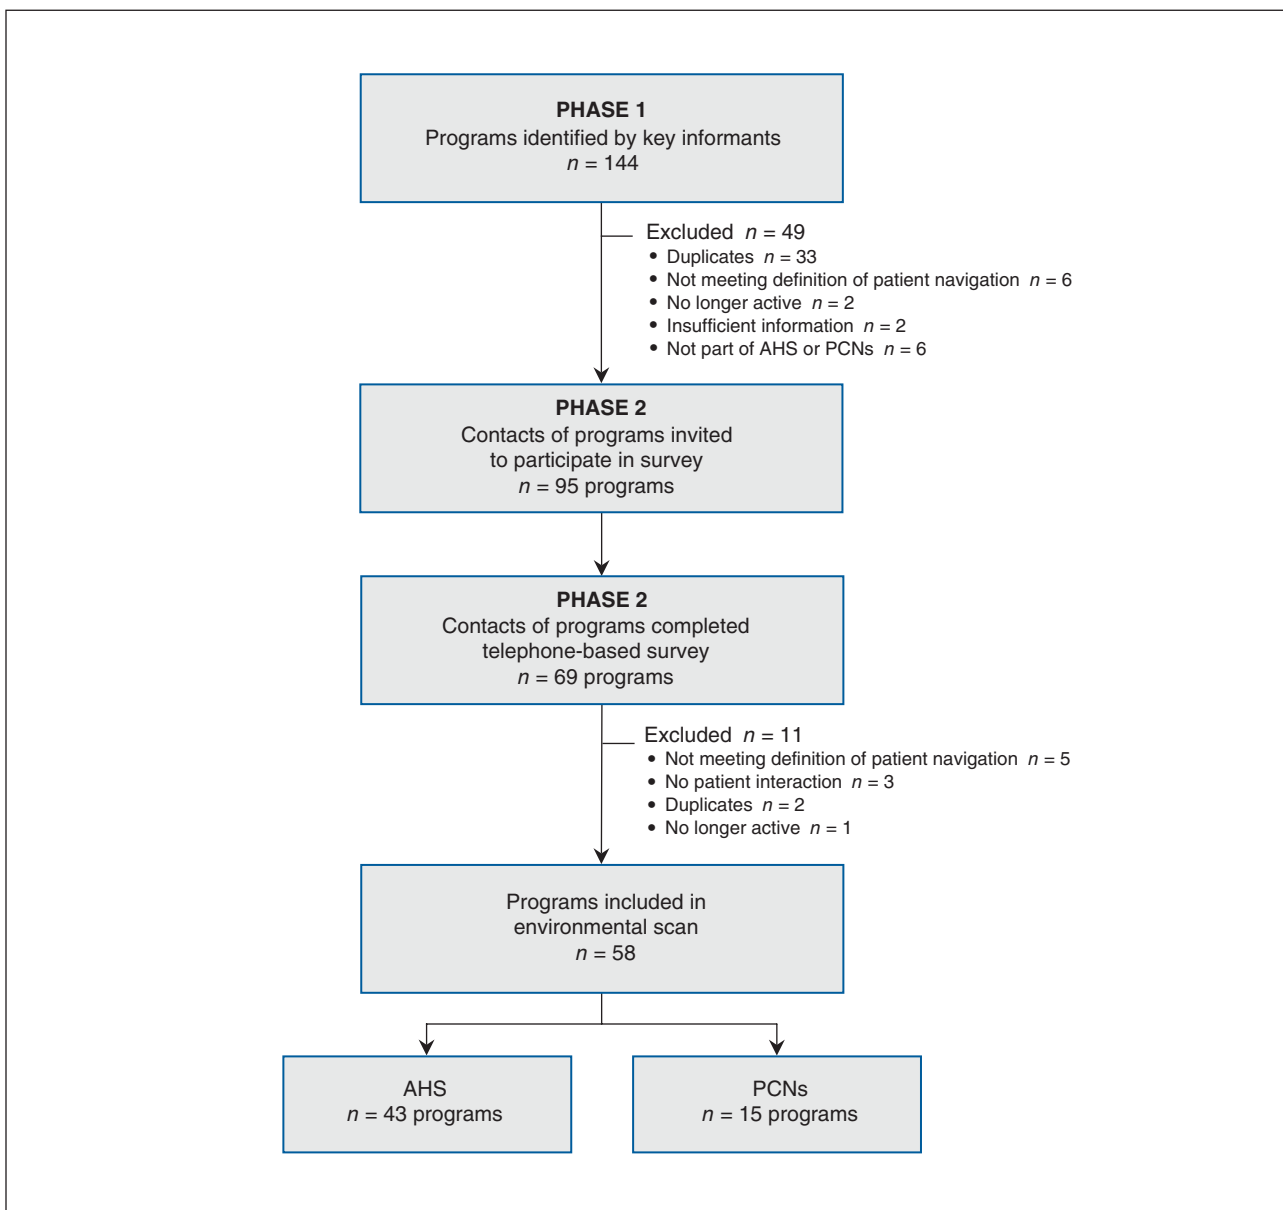 PHASE 1
Programs identified by key informants
n = 144
Excluded n = 49
• Duplicates n = 33
• Not meeting definition of patient navigation n = 6
• No longer active n = 2
• Insufficient information n = 2
• Not part of AHS or PCNs n = 6
PHASE 2
Contacts of programs invited
to participate in survey
n = 95 programs
PHASE 2
Contacts of programs completed
telephone-based survey
n = 69 programs
Excluded n = 11
• Not meeting definition of patient navigation n = 5
• No patient interaction n = 3
• Duplicates n = 2
• No longer active n = 1
Programs included in
environmental scan
n = 58
AHS
n = 43 programs
PCNs
n = 15 programs